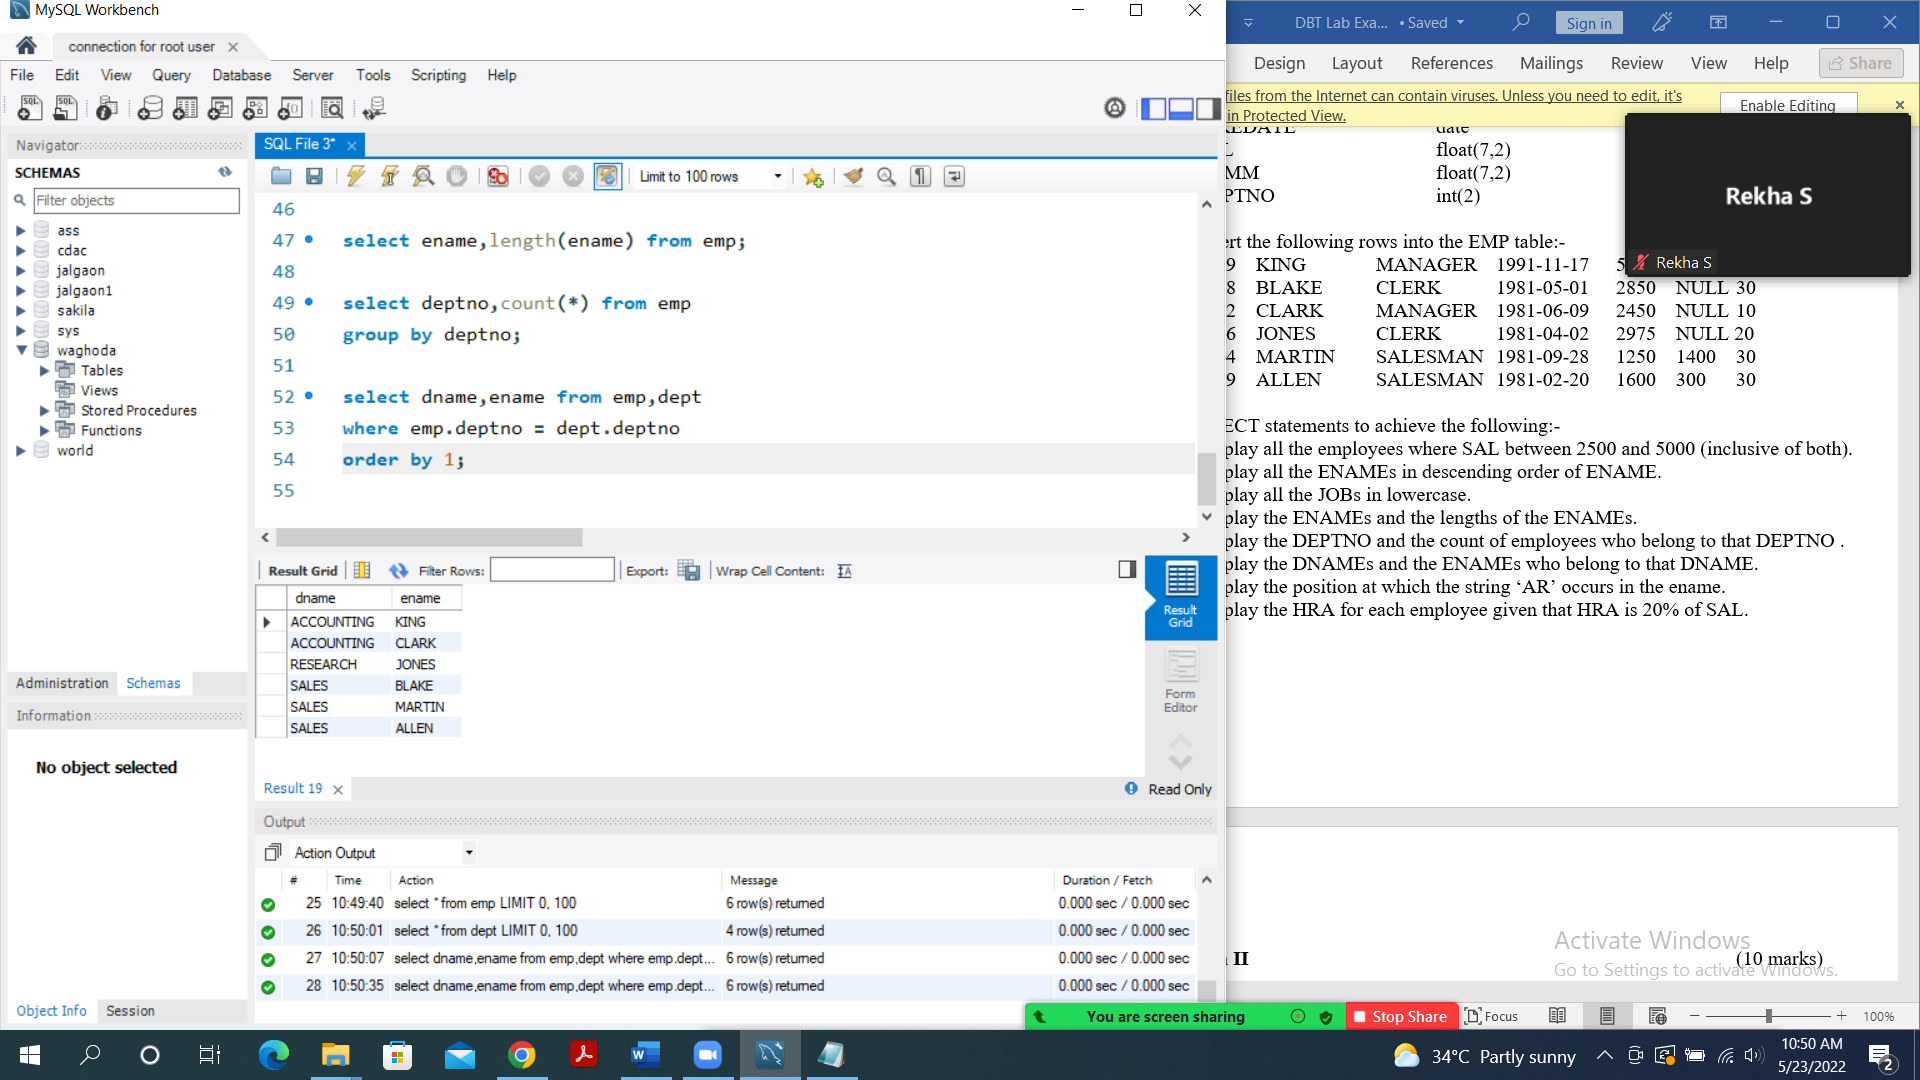 MySQL Workbench
connection for root user
File Edit View Query Database Server Tools Scripting Help
Navigator
SCHEMAS
Filter objects
ass
cdac
jalgaon
jalgaon1
sakila
sys
waghoda
Tables
Views
Stored Procedures
Functions
world
Administration Schemas
Information
No object selected
Object Info Session
SQL File 3*
Limit to 100 rows
46
47 select ename,length(ename) from emp;
48
49 select deptno,count(*) from emp
50 group by deptno;
51
52 select dname,ename from emp,dept
53 where emp.deptno = dept.deptno
54 order by 1;
55
Result Grid Filter Rows: Export: Wrap Cell Content:
dname ename
ACCOUNTING KING
ACCOUNTING CLARK
RESEARCH JONES
SALES BLAKE
SALES MARTIN
SALES ALLEN
Result Grid
Form Editor
Result 19
Read Only
Output
Action Output
# Time Action Message Duration / Fetch
25 10:49:40 select * from emp LIMIT 0, 100 6 row(s) returned 0.000 sec / 0.000 sec
26 10:50:01 select * from dept LIMIT 0, 100 4 row(s) returned 0.000 sec / 0.000 sec
27 10:50:07 select dname,ename from emp,dept where emp.dept... 6 row(s) returned 0.000 sec / 0.000 sec
28 10:50:35 select dname,ename from emp,dept where emp.dept... 6 row(s) returned 0.000 sec / 0.000 sec
DBT Lab Exa... • Saved Sign in
Design Layout References Mailings Review View Help Share
files from the Internet can contain viruses. Unless you need to edit, it's
in Protected View.
Enable Editing
date
float(7,2)
MM float(7,2)
PTNO int(2)
Rekha S
Rekha S
ert the following rows into the EMP table:-
9 KING MANAGER 1991-11-17 5
8 BLAKE CLERK 1981-05-01 2850 NULL 30
2 CLARK MANAGER 1981-06-09 2450 NULL 10
6 JONES CLERK 1981-04-02 2975 NULL 20
4 MARTIN SALESMAN 1981-09-28 1250 1400 30
9 ALLEN SALESMAN 1981-02-20 1600 300 30
ECT statements to achieve the following:-
play all the employees where SAL between 2500 and 5000 (inclusive of both).
play all the ENAMEs in descending order of ENAME.
play all the JOBs in lowercase.
play the ENAMEs and the lengths of the ENAMEs.
play the DEPTNO and the count of employees who belong to that DEPTNO .
play the DNAMEs and the ENAMEs who belong to that DNAME.
play the position at which the string ‘AR’ occurs in the ename.
play the HRA for each employee given that HRA is 20% of SAL.
II (10 marks)
Activate Windows
Go to Settings to activate Windows.
You are screen sharing Stop Share
Focus 100%
34°C Partly sunny
10:50 AM
5/23/2022
2